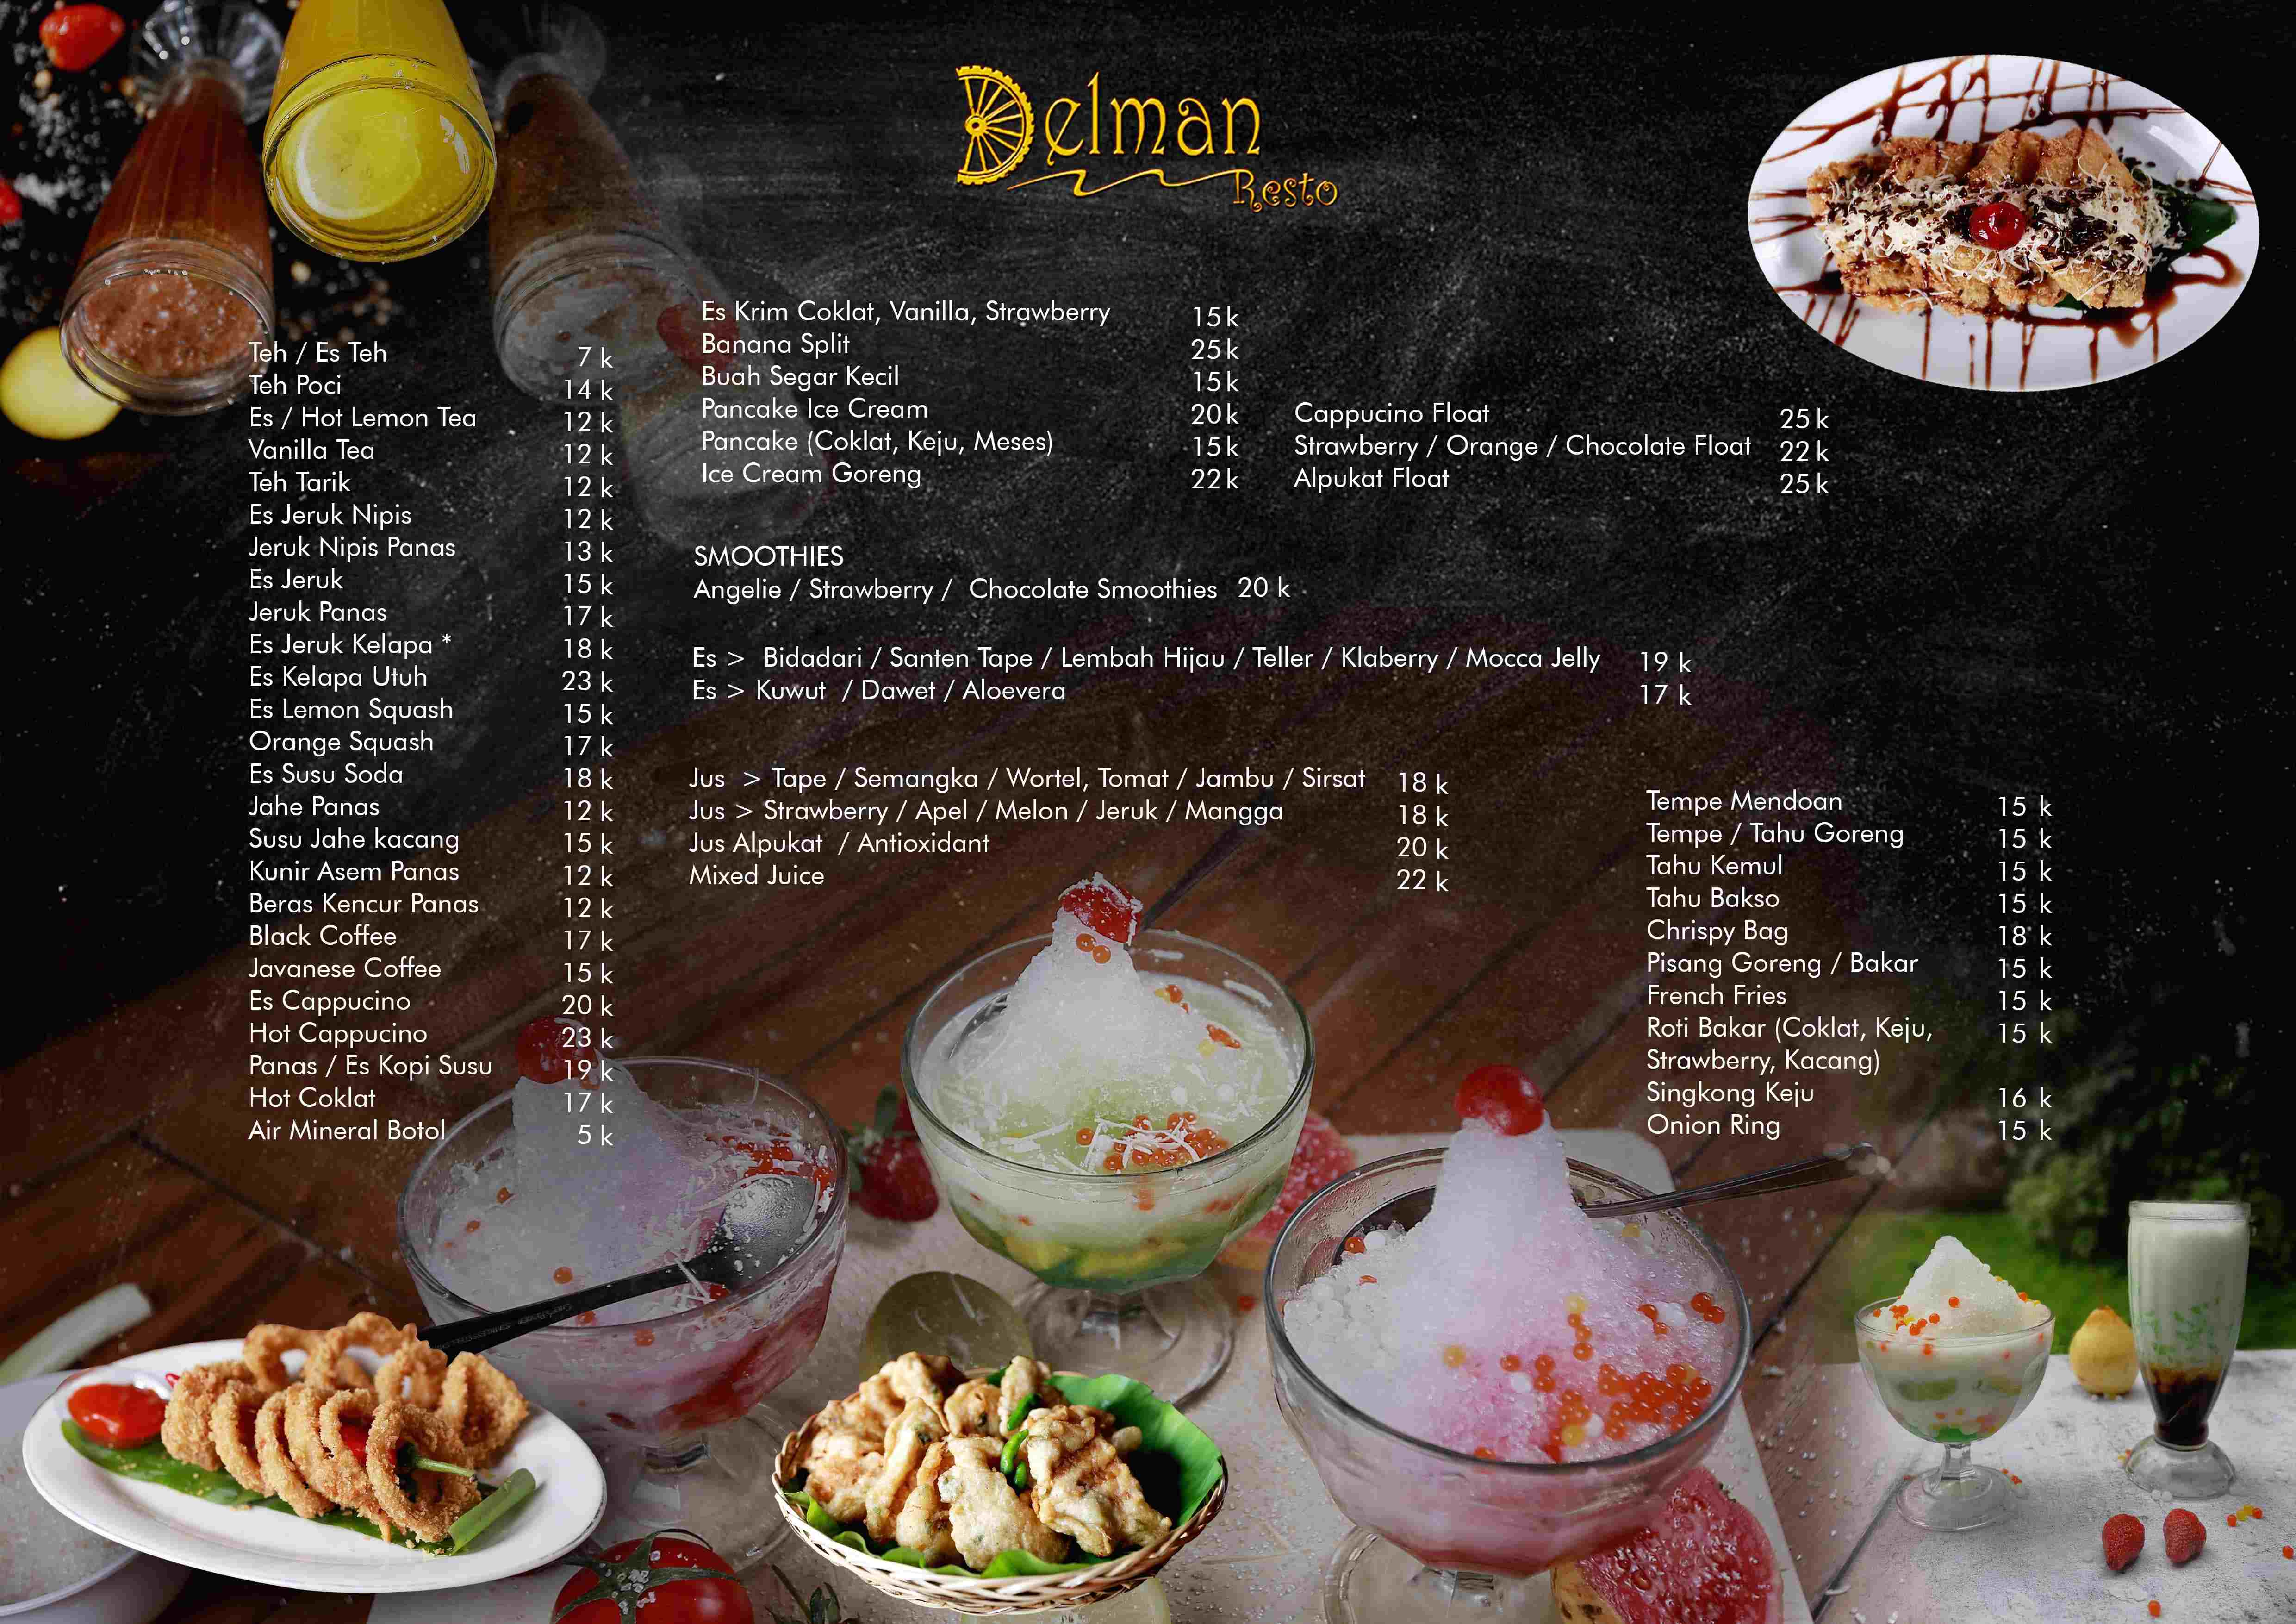 Delman
Resto
Teh / Es Teh 7 k
Teh Poci 14 k
Es / Hot Lemon Tea 12 k
Vanilla Tea 12 k
Teh Tarik 12 k
Es Jeruk Nipis 12 k
Jeruk Nipis Panas 13 k
Es Jeruk 15 k
Jeruk Panas 17 k
Es Jeruk Kelapa * 18 k
Es Kelapa Utuh 23 k
Es Lemon Squash 15 k
Orange Squash 17 k
Es Susu Soda 18 k
Jahe Panas 12 k
Susu Jahe kacang 15 k
Kunir Asem Panas 12 k
Beras Kencur Panas 12 k
Black Coffee 17 k
Javanese Coffee 15 k
Es Cappucino 20 k
Hot Cappucino 23 k
Panas / Es Kopi Susu 19 k
Hot Coklat 17 k
Air Mineral Botol 5 k
Es Krim Coklat, Vanilla, Strawberry 15 k
Banana Split 25 k
Buah Segar Kecil 15 k
Pancake Ice Cream 20 k
Pancake (Coklat, Keju, Meses) 15 k
Ice Cream Goreng 22 k
Cappucino Float 25 k
Strawberry / Orange / Chocolate Float 22 k
Alpukat Float 25 k
SMOOTHIES
Angelie / Strawberry / Chocolate Smoothies 20 k
Es > Bidadari / Santen Tape / Lembah Hijau / Teller / Klaberry / Mocca Jelly 19 k
Es > Kuwut / Dawet / Aloevera 17 k
Jus > Tape / Semangka / Wortel, Tomat / Jambu / Sirsat 18 k
Jus > Strawberry / Apel / Melon / Jeruk / Mangga 18 k
Jus Alpukat / Antioxidant 20 k
Mixed Juice 22 k
Tempe Mendoan 15 k
Tempe / Tahu Goreng 15 k
Tahu Kemul 15 k
Tahu Bakso 15 k
Chrispy Bag 18 k
Pisang Goreng / Bakar 15 k
French Fries 15 k
Roti Bakar (Coklat, Keju, 15 k
Strawberry, Kacang)
Singkong Keju 16 k
Onion Ring 15 k